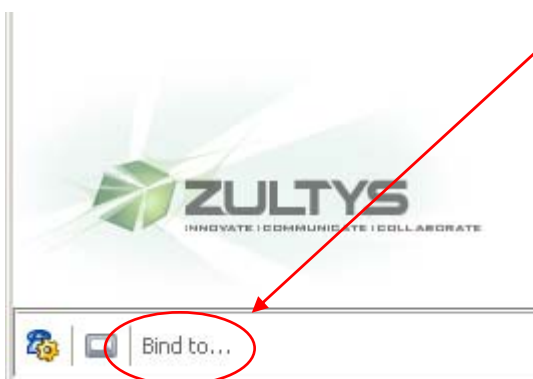 ZULTYS
INNOVATE | COMMUNICATE | COLLABORATE
Bind to...